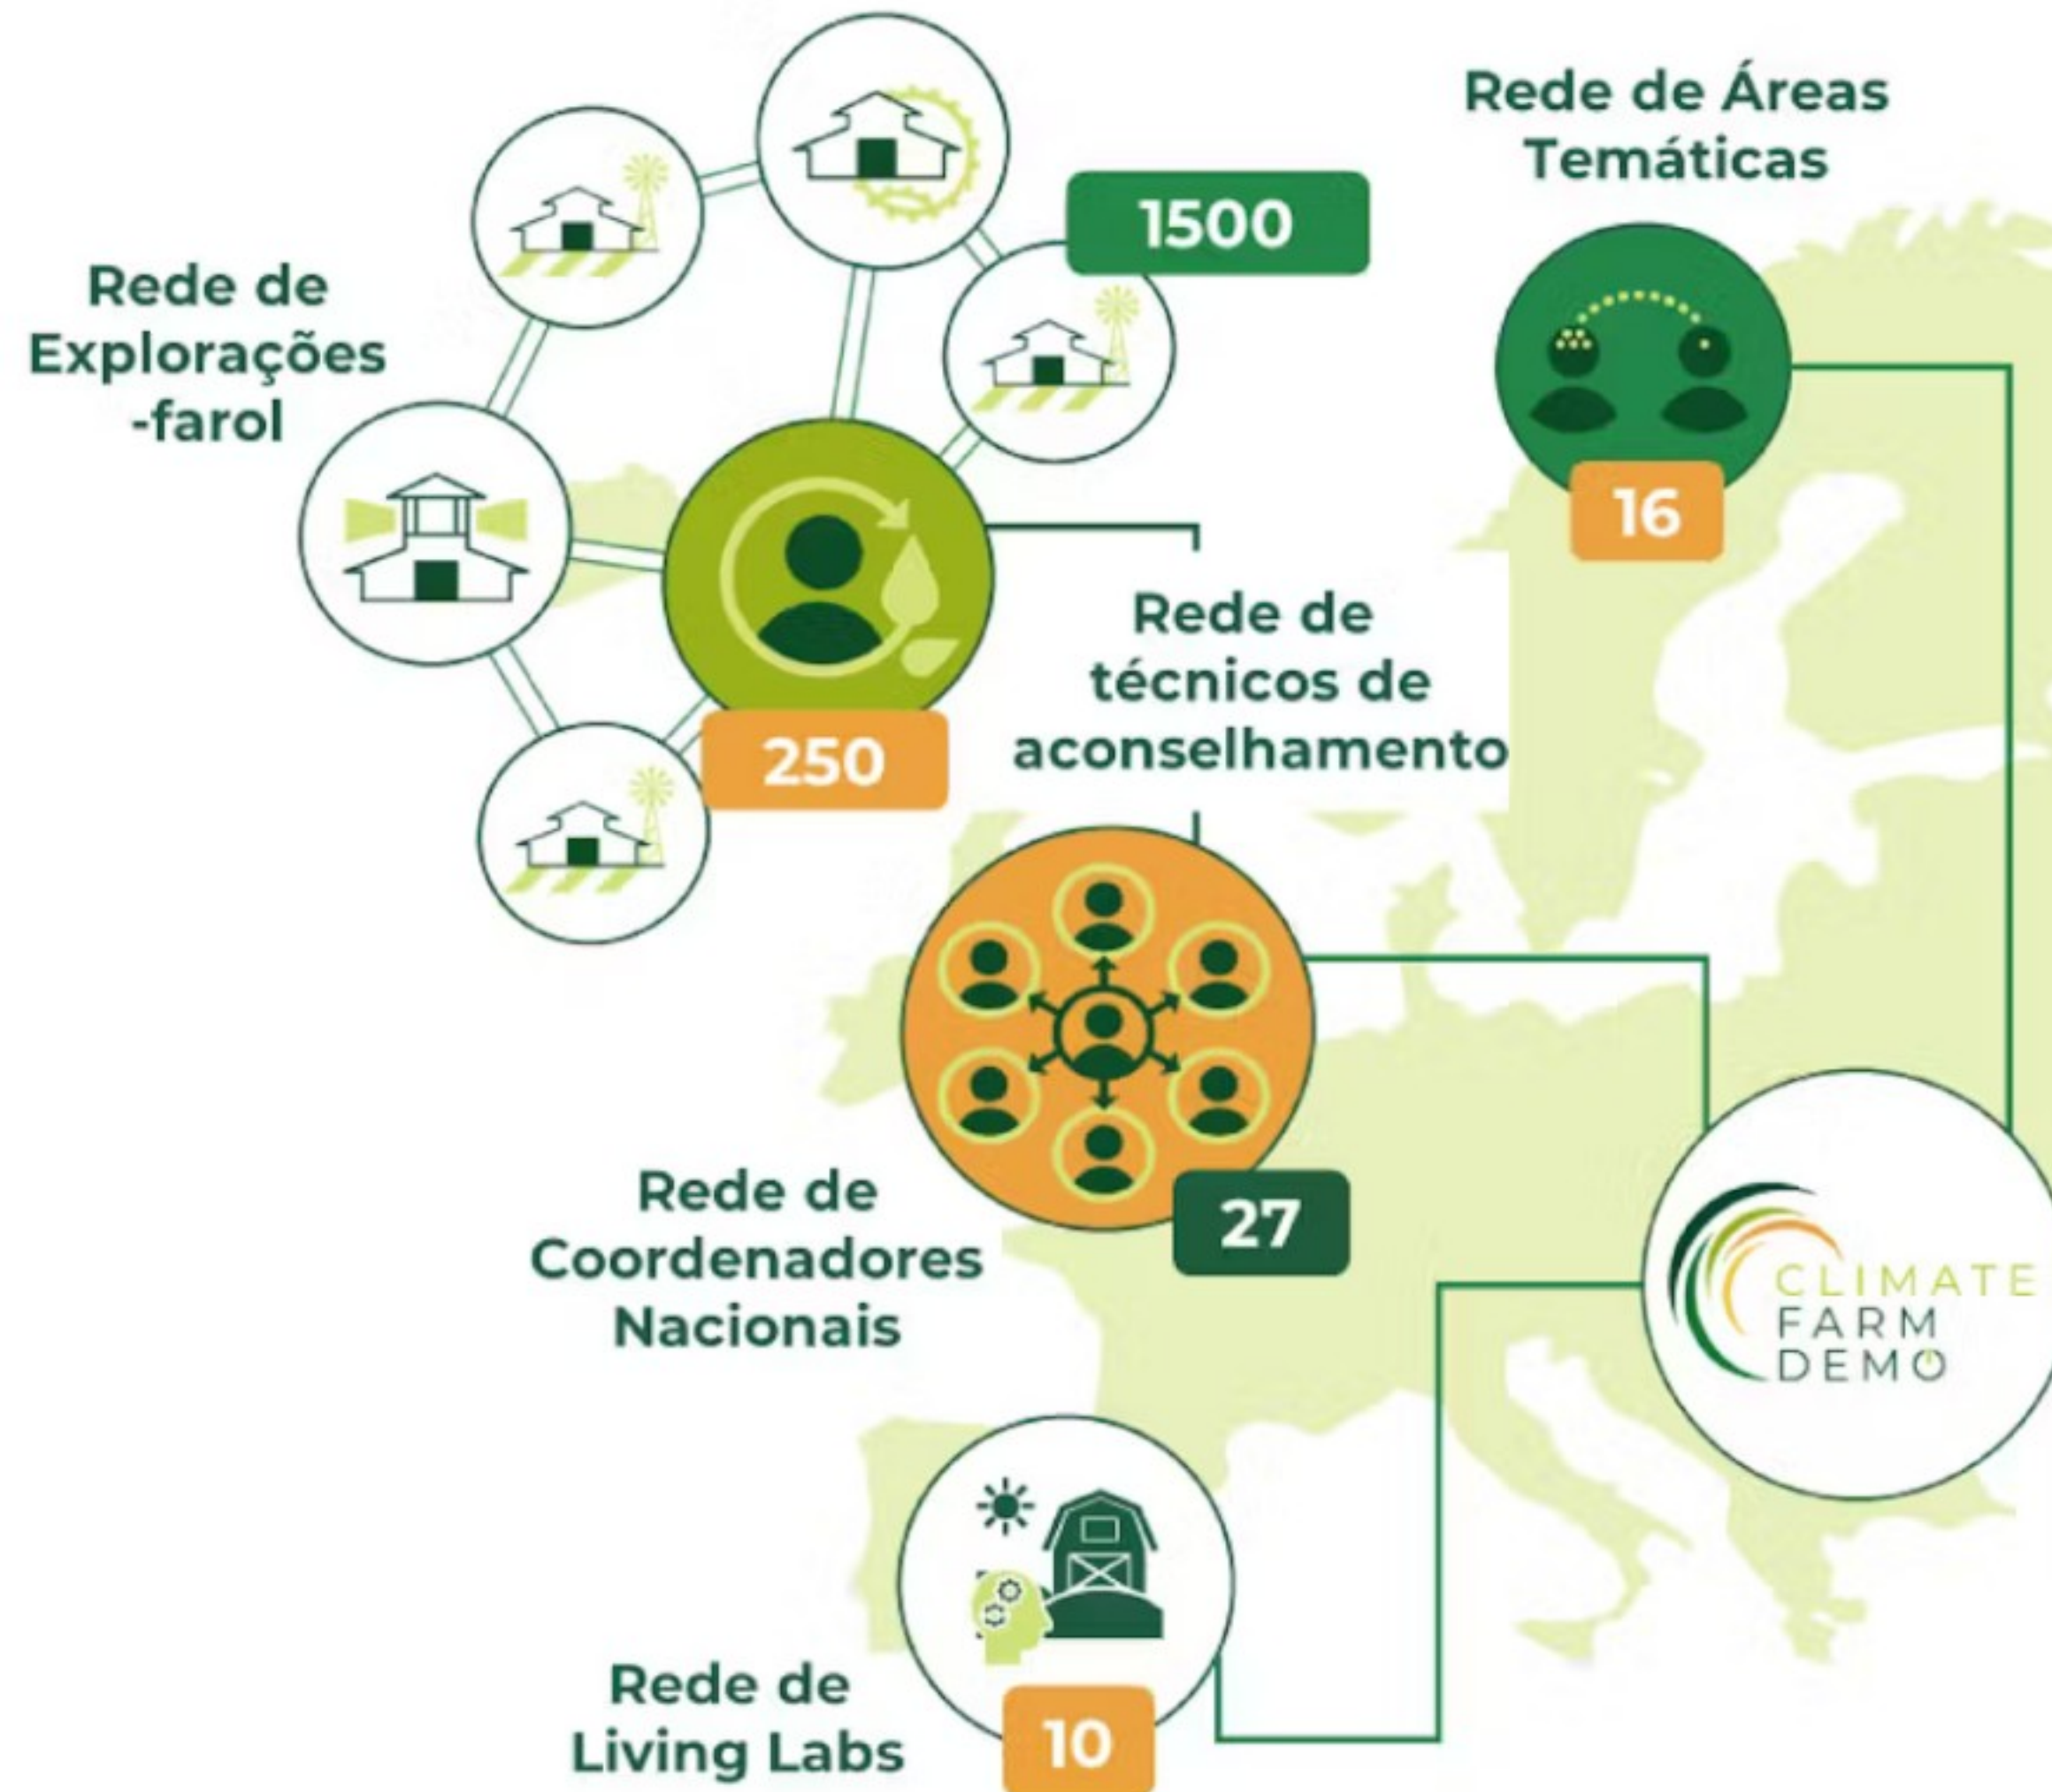 Rede de Áreas
Temáticas
1500
Rede de
Explorações
-farol
16
Rede de
técnicos de
aconselhamento
250
Rede de
Coordenadores
Nacionais
27
CLIMATE
FARM
DEMO
Rede de
Living Labs
10